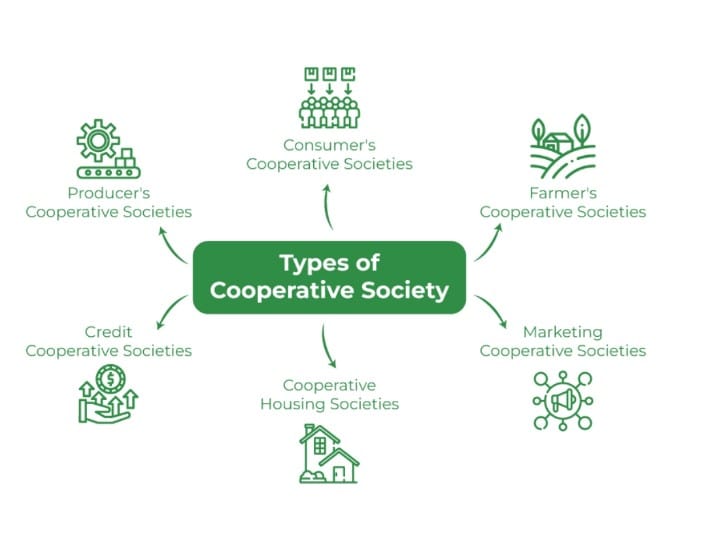 Consumer's
Cooperative Societies
Producer's
Cooperative Societies
Farmer's
Cooperative Societies
Types of
Cooperative Society
Credit
Cooperative Societies
Marketing
Cooperative Societies
Cooperative
Housing Societies
$